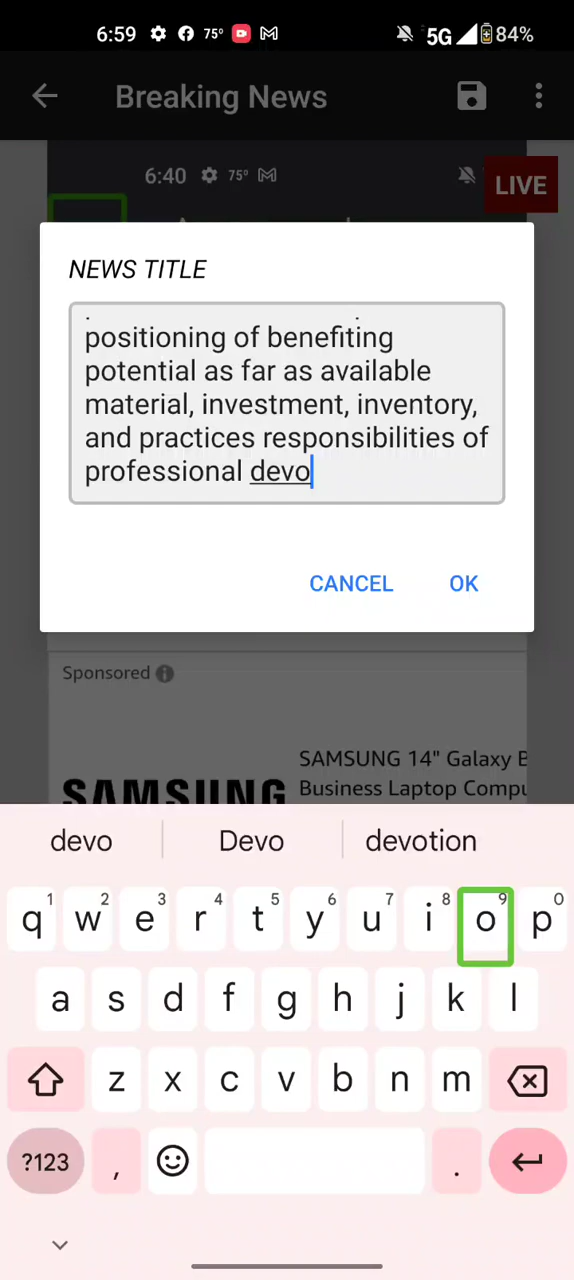 6:59 75° 5G 84%
Breaking News
6:40 75°
LIVE
NEWS TITLE
positioning of benefiting
potential as far as available
material, investment, inventory,
and practices responsibilities of
professional devo
CANCEL OK
Sponsored
SAMSUNG 14" Galaxy B
Business Laptop Compu
SAMSUNG
devo Devo devotion
1 2 3 4 5 6 7 8 9 0
q w e r t y u i o p
a s d f g h j k l
z x c v b n m
?123 , .